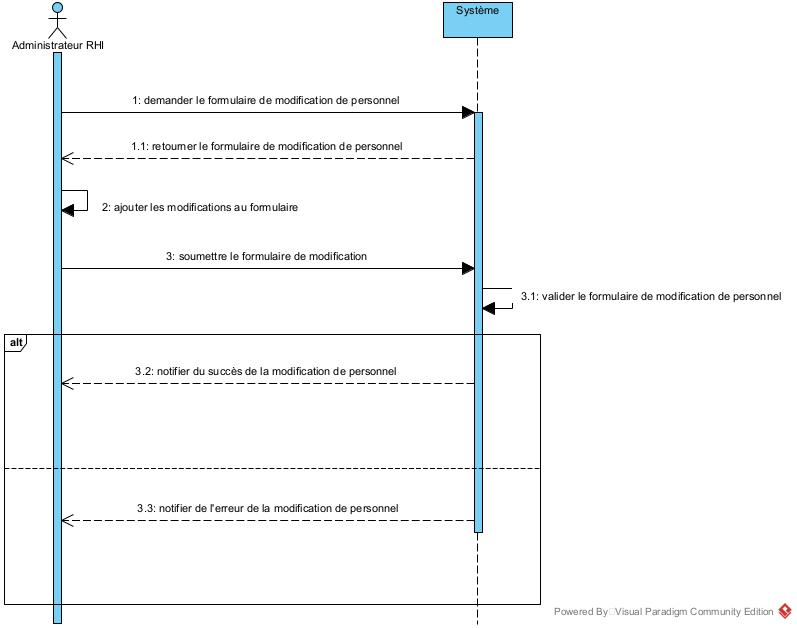 Système
Administrateur RHI
1: demander le formulaire de modification de personnel
1.1: retourner le formulaire de modification de personnel
2: ajouter les modifications au formulaire
3: soumettre le formulaire de modification
3.1: valider le formulaire de modification de personnel
alt
3.2: notifier du succès de la modification de personnel
3.3: notifier de l'erreur de la modification de personnel
Powered By Visual Paradigm Community Edition